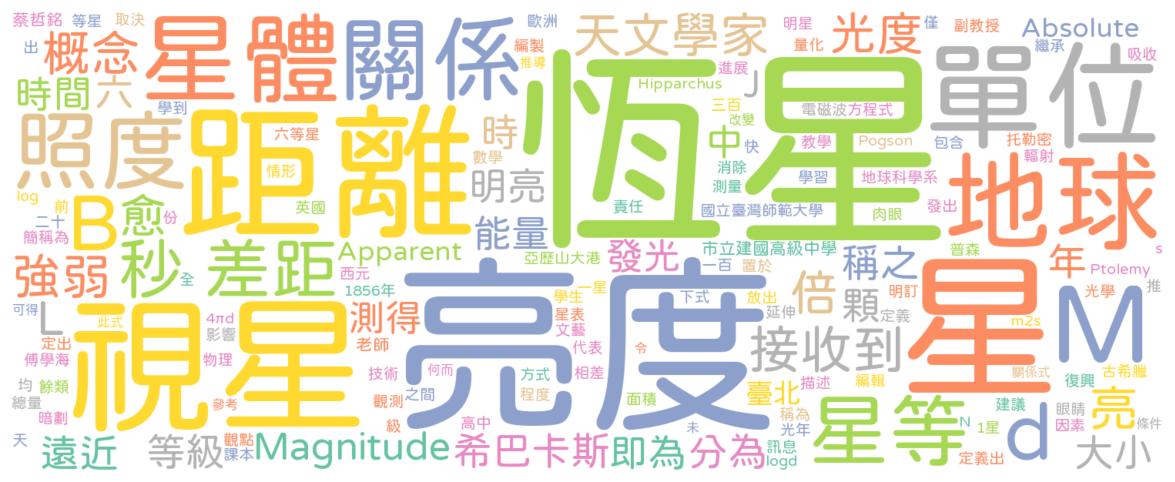 蔡哲銘 等星 取決 歐洲 明星 僅 副教授 Absolute
出 概念 星體 關係 編製 推導 天文學家 量化 光度 繼承 吸收
時間 六 學到 恆星 進展 Hipparchus J 單位
三百 電磁波 方程式 改變
照度 距離 六等星 時 中 快 教學 Pogson 包含 托勒密
情形 數學 消除 學習 地球科學系 輻射 地球
log 前 明亮 測量
二十 B 愈 份 英國 責任 國立臺灣師範大學 肉眼 發出
簡稱為 能量 市立建國高級中學 普森 s
強弱 秒 差距 Apparent 亞歷山大港 發光 一百 置於 稱之 年 Ptolemy
全 西元 1856年 學生 一星 下式 放出 倍 明訂 光學 推
可得 此式 視星 亮度 星 M
L 4πd 影響 測得 星表 文藝 延伸 顆 定義 m2s
定出 老師 代表 令 接收到
傅學海 物理 技術 何而 相差 古希臘 關係式
均 餘類 參考 觀測 之間 方式 程度 面積 臺北 描述 編輯 復興
總量 暗劃 級 高中 稱為 光年 星等 建議 眼睛 亮
天 觀點 課本 未 N 1星 d 因素 條件
遠近 等級 Magnitude 希巴卡斯 即為 分為 訊息 logd 定義出 大小